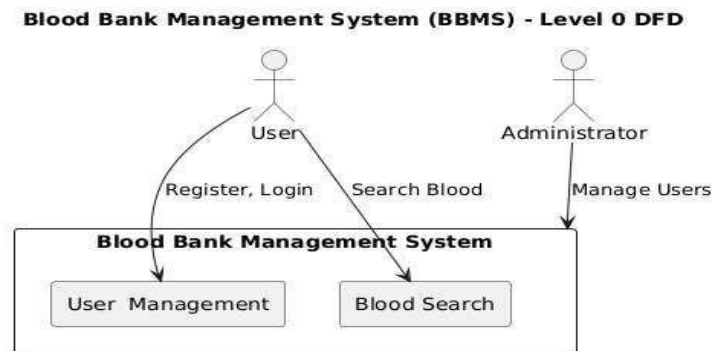 Blood Bank Management System (BBMS) - Level 0 DFD
User
Administrator
Register, Login
Search Blood
Manage Users
Blood Bank Management System
User Management
Blood Search